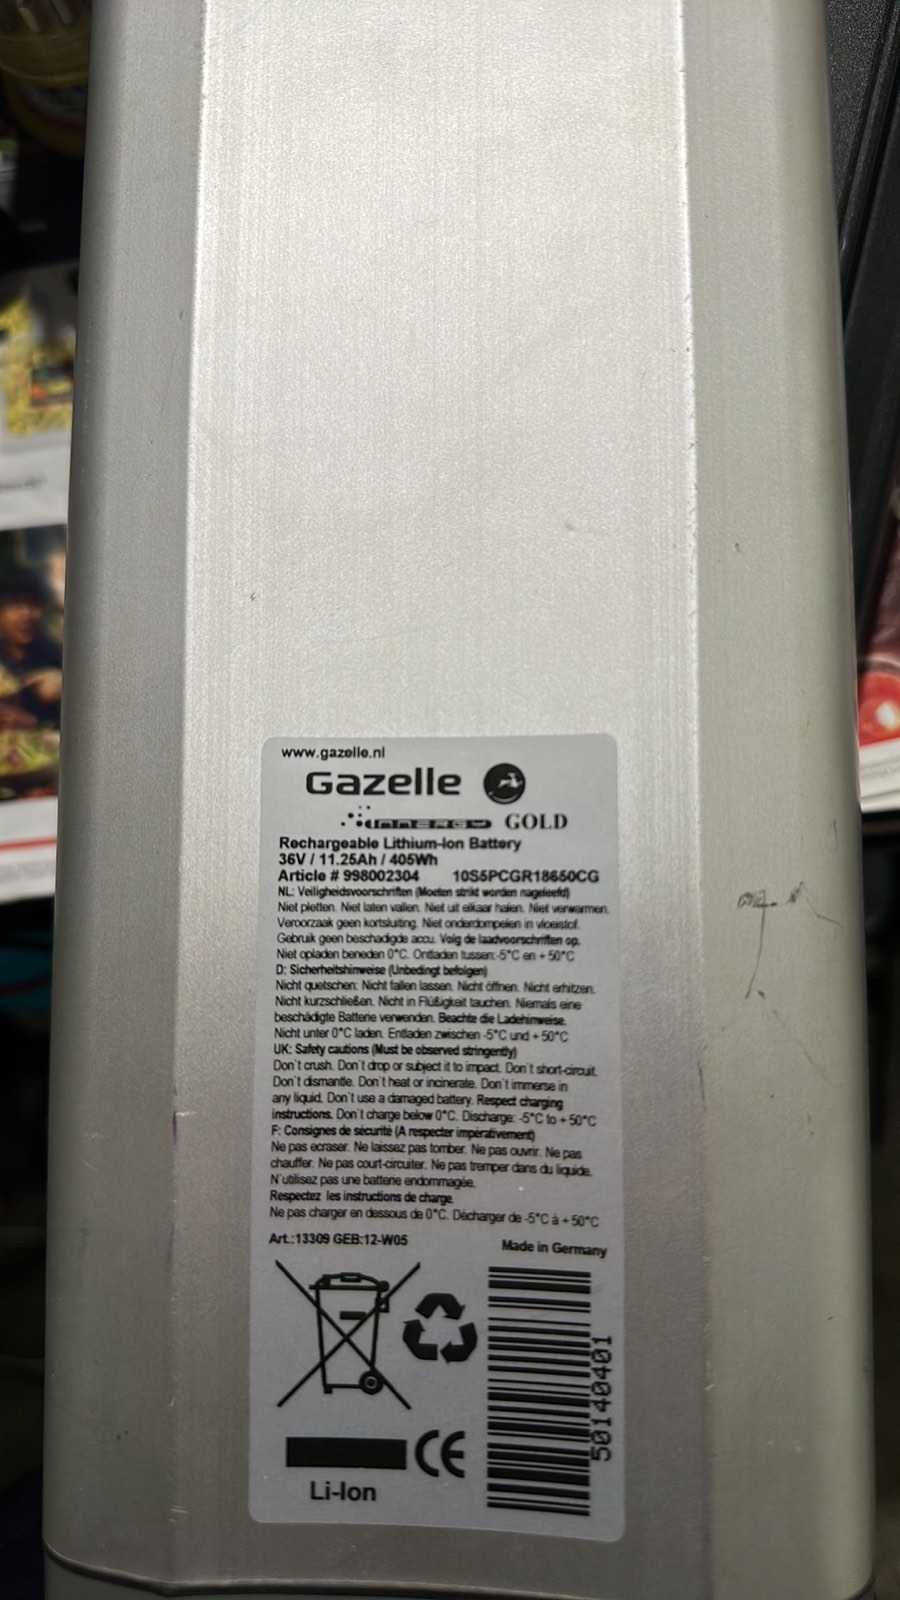 www.gazelle.nl
Gazelle
INNERGY GOLD
Rechargeable Lithium-Ion Battery
36V / 11.25Ah / 405Wh
Article # 998002304 10S5PCGR18650CG
NL: Veiligheidsvoorschriften (Moeten strikt worden nageleefd)
Niet pletten. Niet laten vallen. Niet uit elkaar halen. Niet verwarmen.
Veroorzaak geen kortsluiting. Niet onderdompelen in vloeistof.
Gebruik geen beschadigde accu. Volg de laadvoorschriften op.
Niet opladen beneden 0°C. Ontladen tussen:-5°C en +50°C
D: Sicherheitshinweise (Unbedingt befolgen)
Nicht quetschen: Nicht fallen lassen. Nicht öffnen. Nicht erhitzen.
Nicht kurzschließen. Nicht in Flüßigkeit tauchen. Niemals eine
beschädigte Batterie verwenden. Beachte die Ladehinweise.
Nicht unter 0°C laden. Entladen zwischen -5°C und +50°C
UK: Safety cautions (Must be observed stringently)
Don`t crush. Don`t drop or subject it to impact. Don`t short-circuit.
Don`t dismantle. Don`t heat or incinerate. Don`t immerse in
any liquid. Don`t use a damaged battery. Respect charging
instructions. Don`t charge below 0°C. Discharge: -5°C to +50°C
F: Consignes de sécurité (A respecter impérativement)
Ne pas ecraser. Ne laissez pas tomber. Ne pas ouvrir. Ne pas
chauffer. Ne pas court-circuiter. Ne pas tremper dans du liquide.
N`utilisez pas une batterie endommagée.
Respectez les instructions de charge.
Ne pas charger en dessous de 0°C. Décharger de -5°C à +50°C
Art.:13309 GEB:12-W05 Made in Germany
50140401
CE
Li-Ion